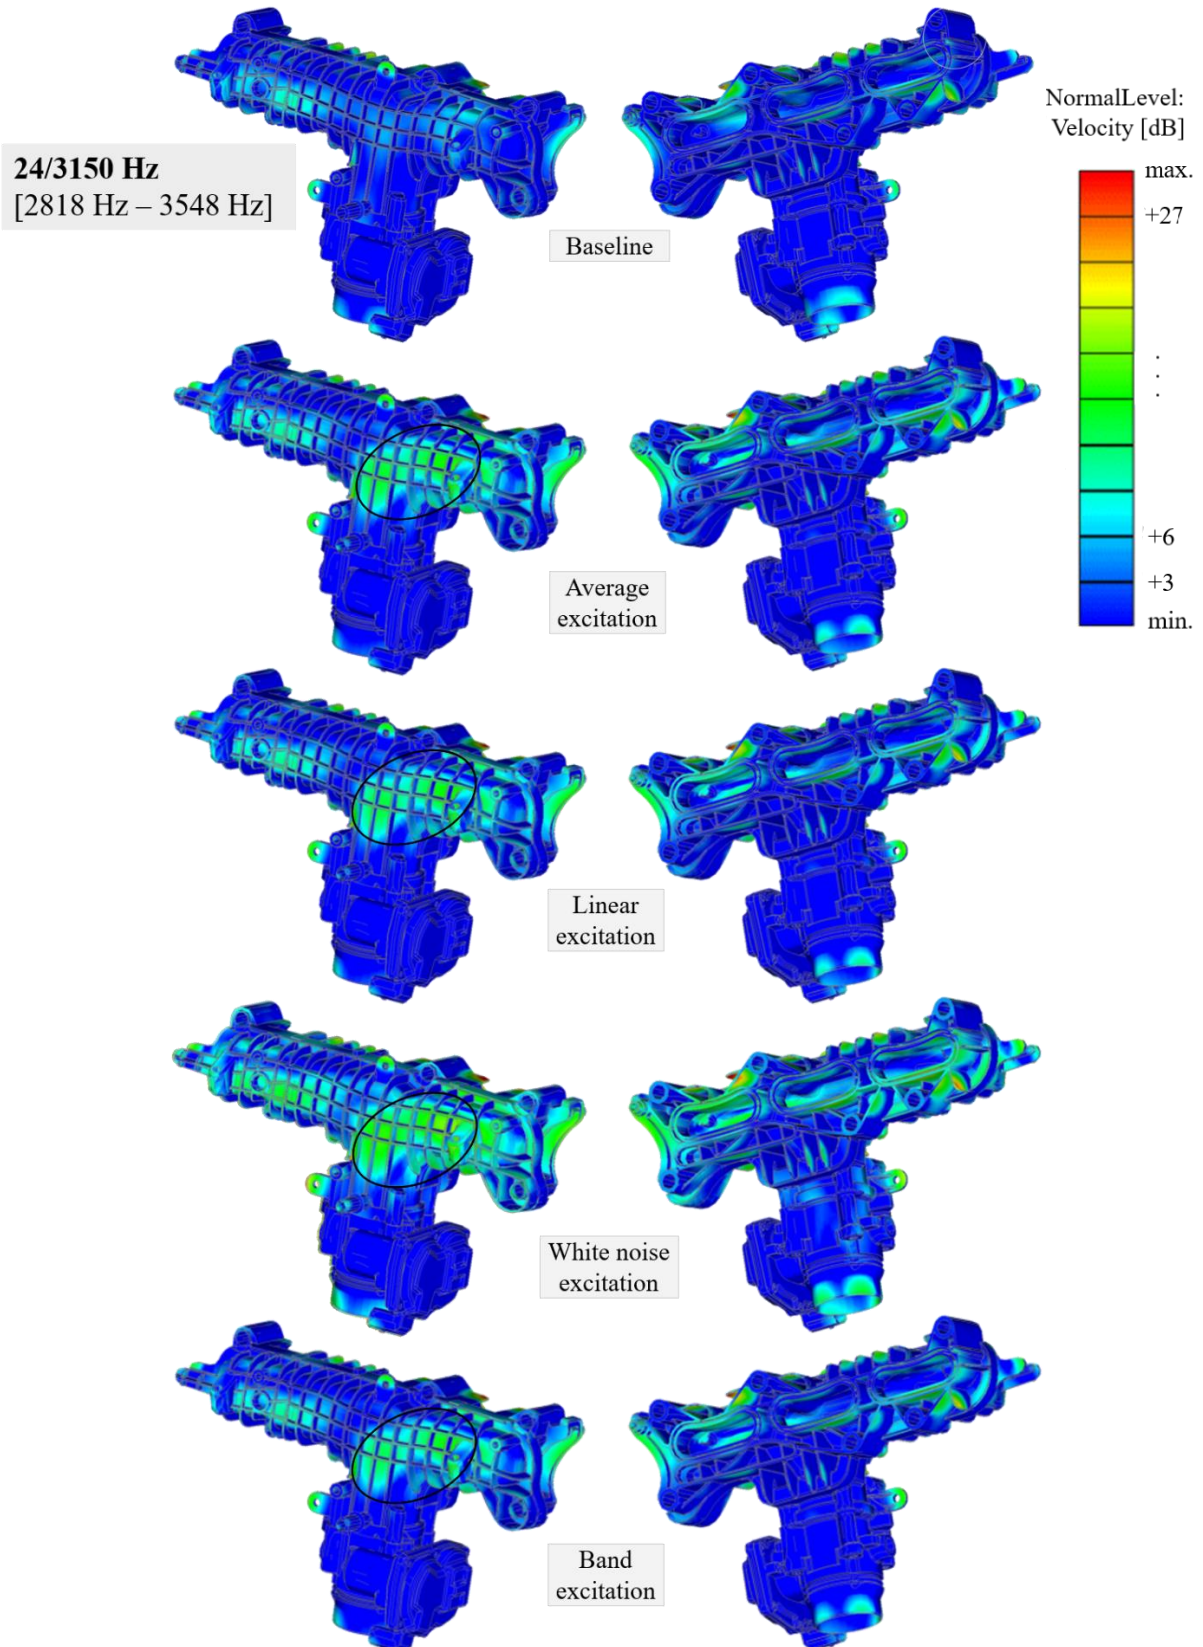 NormalLevel:
Velocity [dB]
max.
+27
.
.
.
+6
+3
min.
24/3150 Hz
[2818 Hz – 3548 Hz]
Baseline
Average
excitation
Linear
excitation
White noise
excitation
Band
excitation